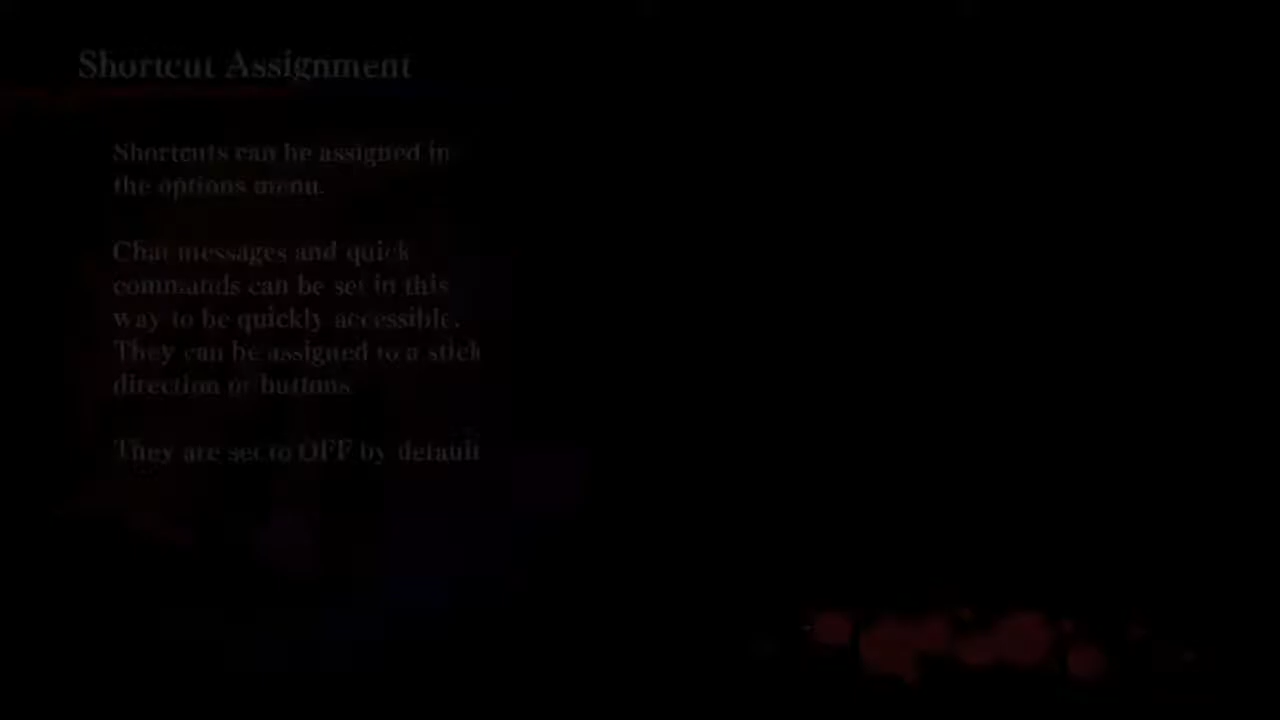 Shortcut Assignment
Shortcuts can be assigned in
the options menu.
Chat messages and quick
commands can be set in this
way to be quickly accessible.
They can be assigned to a stick
direction or buttons.
They are set to OFF by default